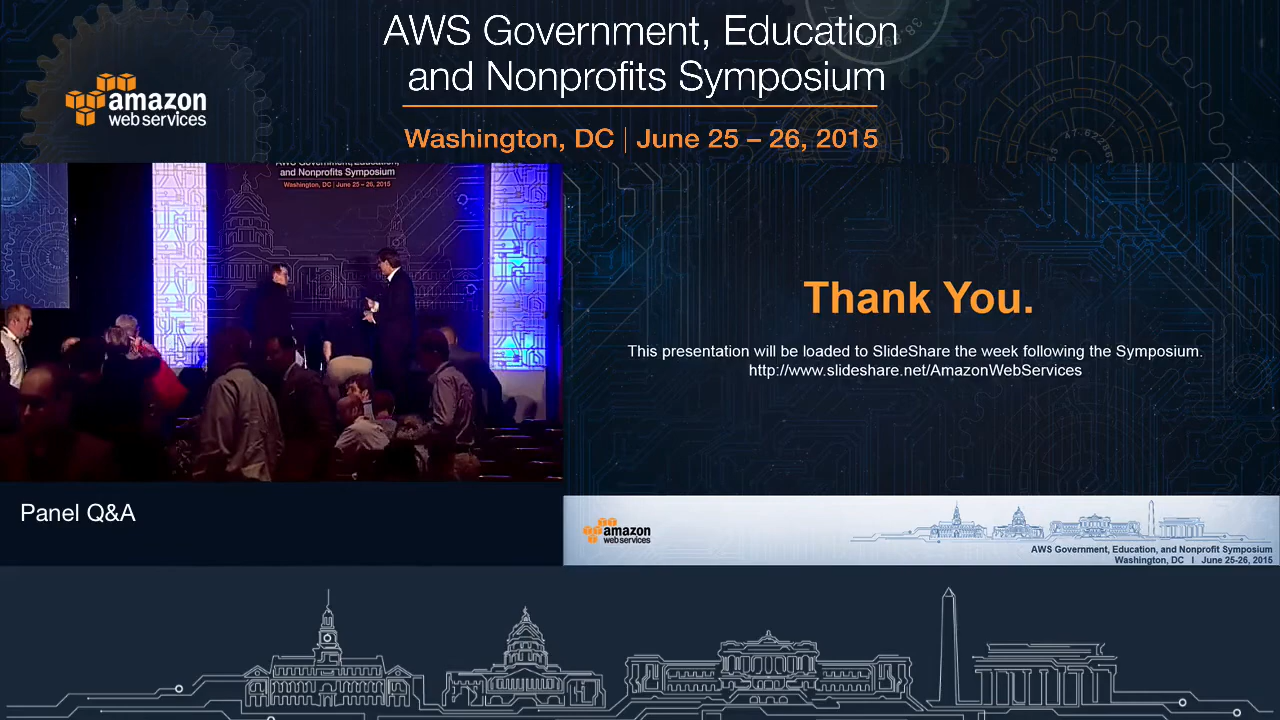 AWS Government, Education
and Nonprofits Symposium
amazon
web services
Washington, DC | June 25 – 26, 2015
AWS Government, Education,
and Nonprofits Symposium
Washington, DC | June 25 – 26, 2015
Thank You.
This presentation will be loaded to SlideShare the week following the Symposium.
http://www.slideshare.net/AmazonWebServices
Panel Q&A
amazon
web services
AWS Government, Education, and Nonprofit Symposium
Washington, DC I June 25-26, 2015